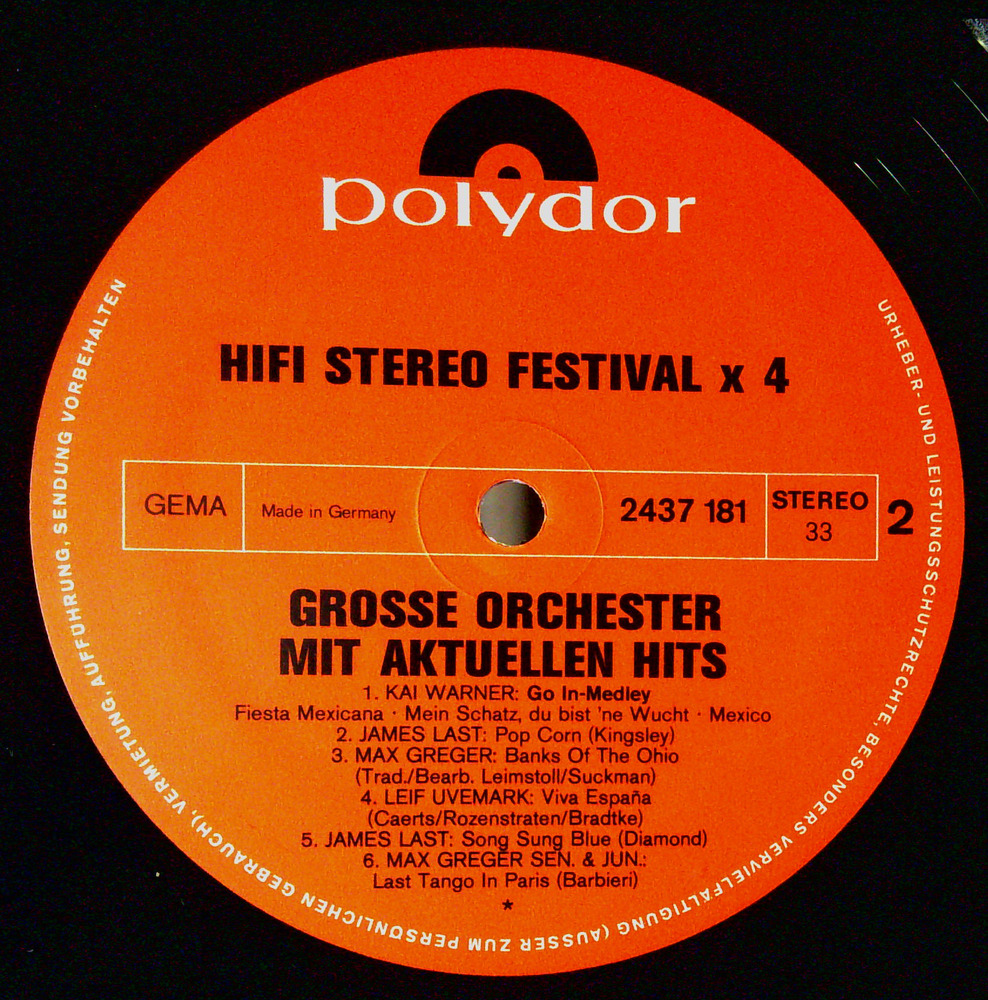 polydor
HIFI STEREO FESTIVAL x 4
GEMA
Made in Germany
2437 181
STEREO
33
2
GROSSE ORCHESTER
MIT AKTUELLEN HITS
1. KAI WARNER: Go In-Medley
Fiesta Mexicana · Mein Schatz, du bist 'ne Wucht · Mexico
2. JAMES LAST: Pop Corn (Kingsley)
3. MAX GREGER: Banks Of The Ohio
(Trad./Bearb. Leimstoll/Suckman)
4. LEIF UVEMARK: Viva España
(Caerts/Rozenstraten/Bradtke)
5. JAMES LAST: Song Sung Blue (Diamond)
6. MAX GREGER SEN. & JUN.:
Last Tango In Paris (Barbieri)
*
URHEBER- UND LEISTUNGSSCHUTZRECHTE, BESONDERS VERVIELFÄLTIGUNG (AUSSER ZUM PERSÖNLICHEN GEBRAUCH), VERMIETUNG, AUFFÜHRUNG, SENDUNG VORBEHALTEN